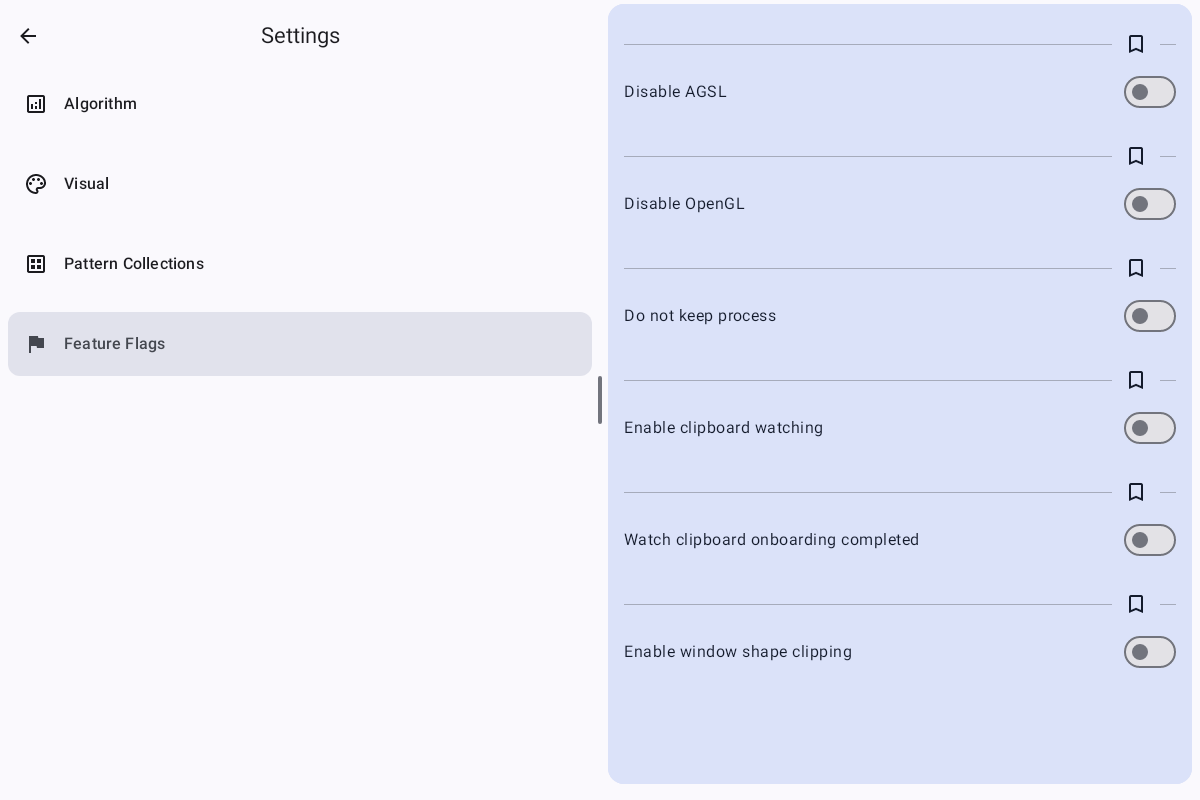 Settings
Algorithm
Visual
Pattern Collections
Feature Flags
Disable AGSL
Disable OpenGL
Do not keep process
Enable clipboard watching
Watch clipboard onboarding completed
Enable window shape clipping